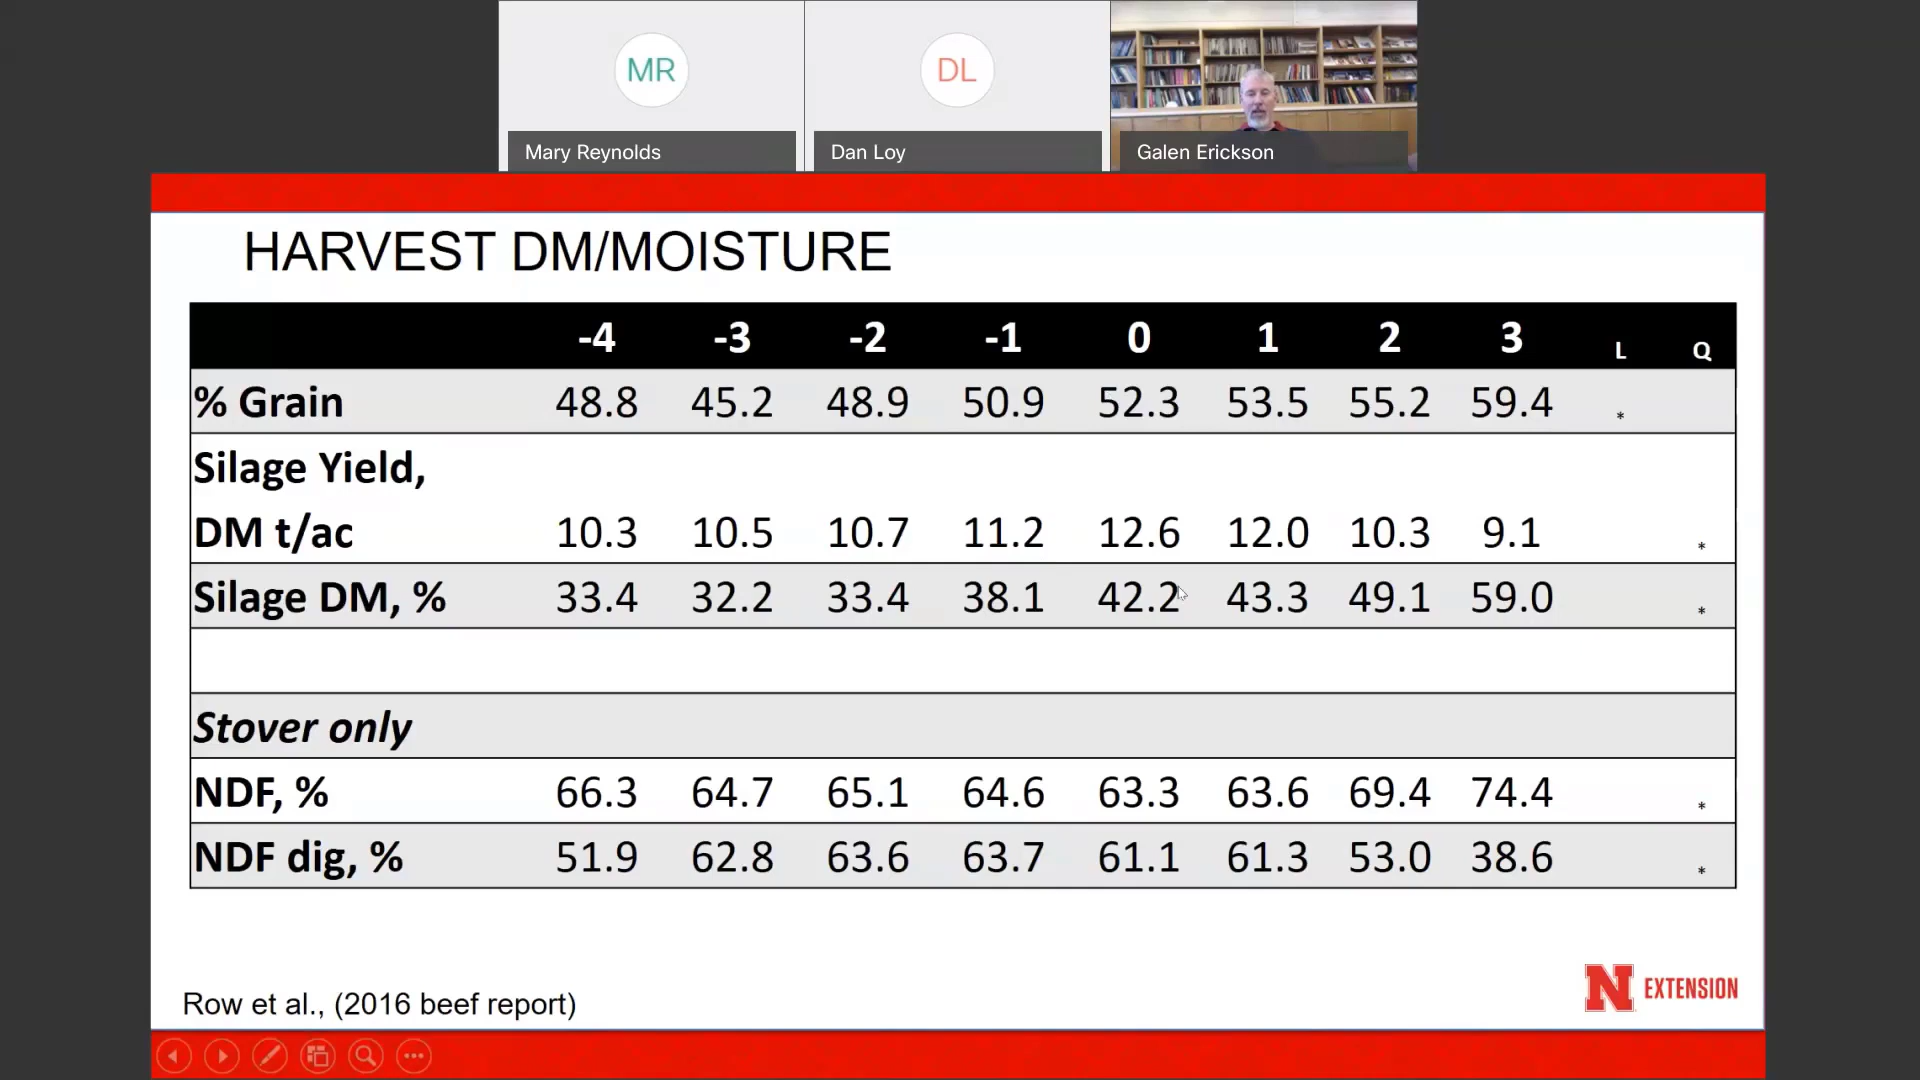 MR
DL
Mary Reynolds
Dan Loy
Galen Erickson
HARVEST DM/MOISTURE
-4 -3 -2 -1 0 1 2 3 L Q
% Grain 48.8 45.2 48.9 50.9 52.3 53.5 55.2 59.4 *
Silage Yield,
DM t/ac 10.3 10.5 10.7 11.2 12.6 12.0 10.3 9.1 *
Silage DM, % 33.4 32.2 33.4 38.1 42.2 43.3 49.1 59.0 *
Stover only
NDF, % 66.3 64.7 65.1 64.6 63.3 63.6 69.4 74.4 *
NDF dig, % 51.9 62.8 63.6 63.7 61.1 61.3 53.0 38.6 *
N EXTENSION
Row et al., (2016 beef report)